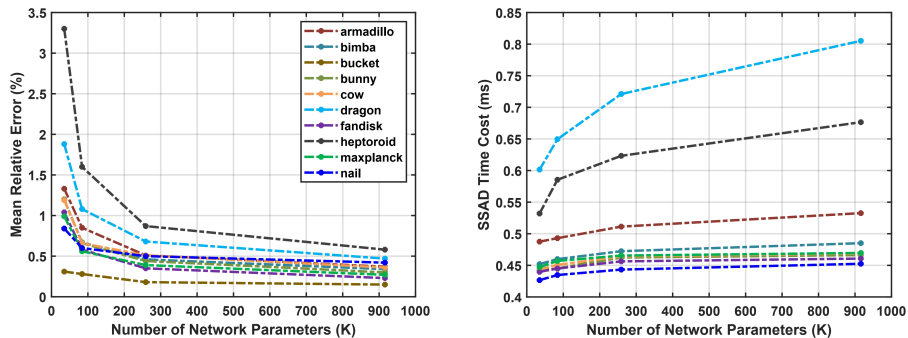 3.5
3
2.5
2
1.5
1
0.5
0
Mean Relative Error (%)
armadillo
bimba
bucket
bunny
cow
dragon
fandisk
heptoroid
maxplanck
nail
0 100 200 300 400 500 600 700 800 900 1000
Number of Network Parameters (K)
0.85
0.8
0.75
0.7
0.65
0.6
0.55
0.5
0.45
0.4
SSAD Time Cost (ms)
0 100 200 300 400 500 600 700 800 900 1000
Number of Network Parameters (K)